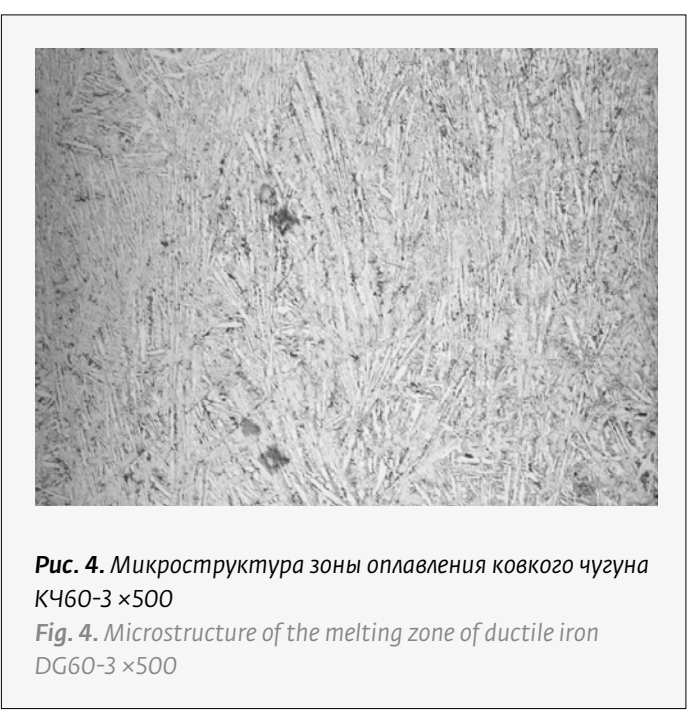 Рис. 4. Микроструктура зоны оплавления ковкого чугуна
КЧ60-3 ×500
Fig. 4. Microstructure of the melting zone of ductile iron
DG60-3 ×500